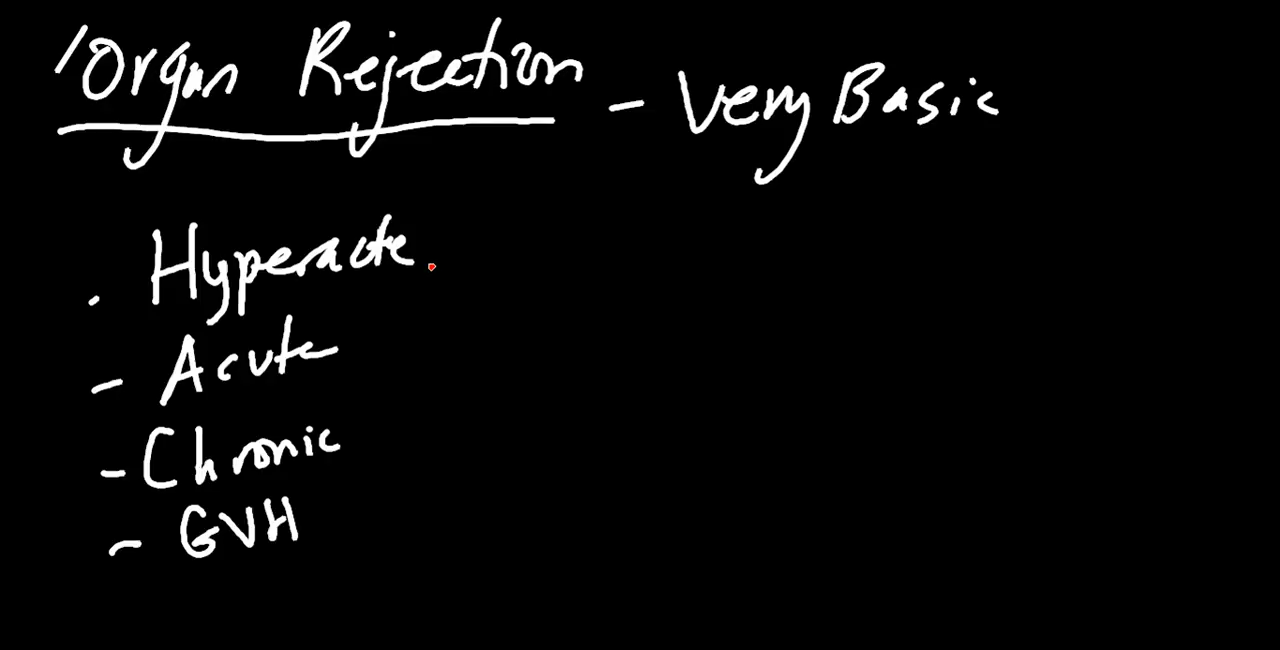 Organ Rejection - Very Basic
. Hyperacute
- Acute
- Chronic
- GVH